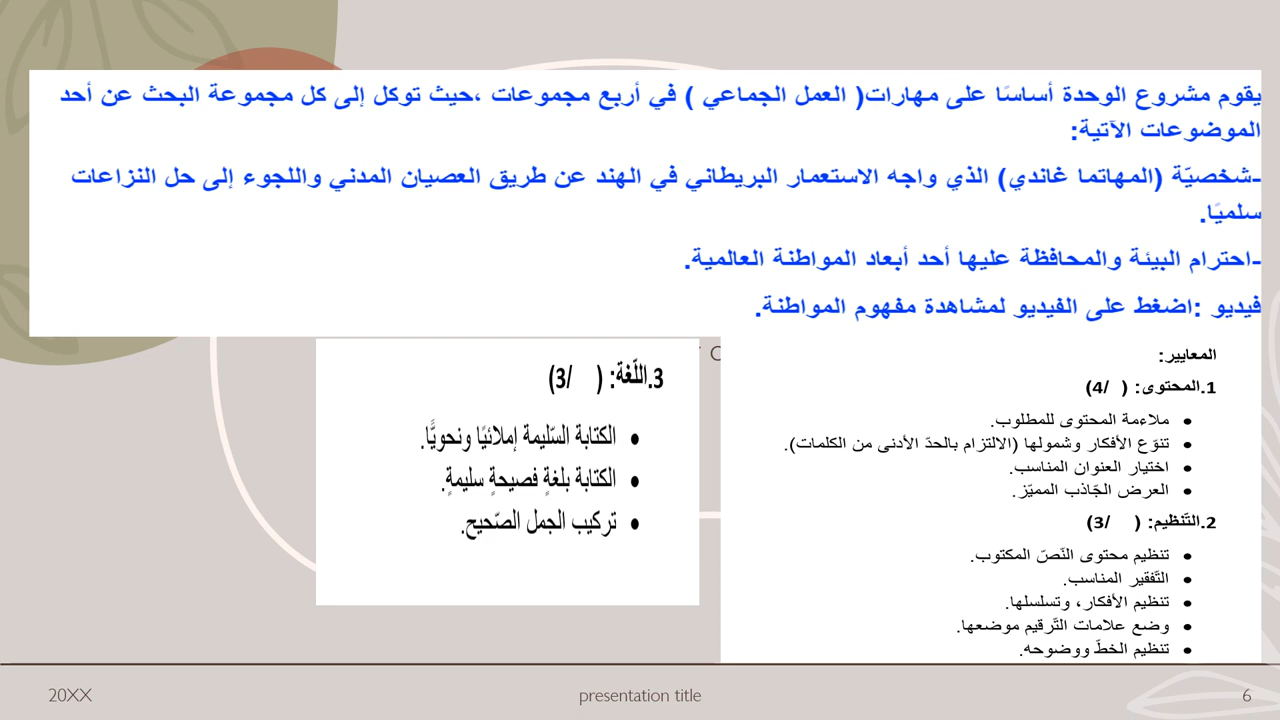 يقوم مشروع الوحدة أساسًا على مهارات( العمل الجماعي ) في أربع مجموعات ،حيث توكل إلى كل مجموعة البحث عن أحد
الموضوعات الآتية:
-شخصيّة (المهاتما غاندي) الذي واجه الاستعمار البريطاني في الهند عن طريق العصيان المدني واللجوء إلى حل النزاعات
سلميًا.
-احترام البيئة والمحافظة عليها أحد أبعاد المواطنة العالمية.
فيديو :اضغط على الفيديو لمشاهدة مفهوم المواطنة.
المعايير:
1.المحتوى: ( /4)
• ملاءمة المحتوى للمطلوب.
• تنوّع الأفكار وشمولها (الالتزام بالحدّ الأدنى من الكلمات).
• اختيار العنوان المناسب.
• العرض الجّاذب المميّز.
2.التّنظيم: ( /3)
• تنظيم محتوى النّصّ المكتوب.
• التّفقير المناسب.
• تنظيم الأفكار، وتسلسلها.
• وضع علامات التّرقيم موضعها.
• تنظيم الخطّ ووضوحه.
3.اللّغة: ( /3)
• الكتابة السّليمة إملائيًا ونحويًّا.
• الكتابة بلغةٍ فصيحةٍ سليمةٍ.
• تركيب الجمل الصّحيح.
20XX
presentation title
6